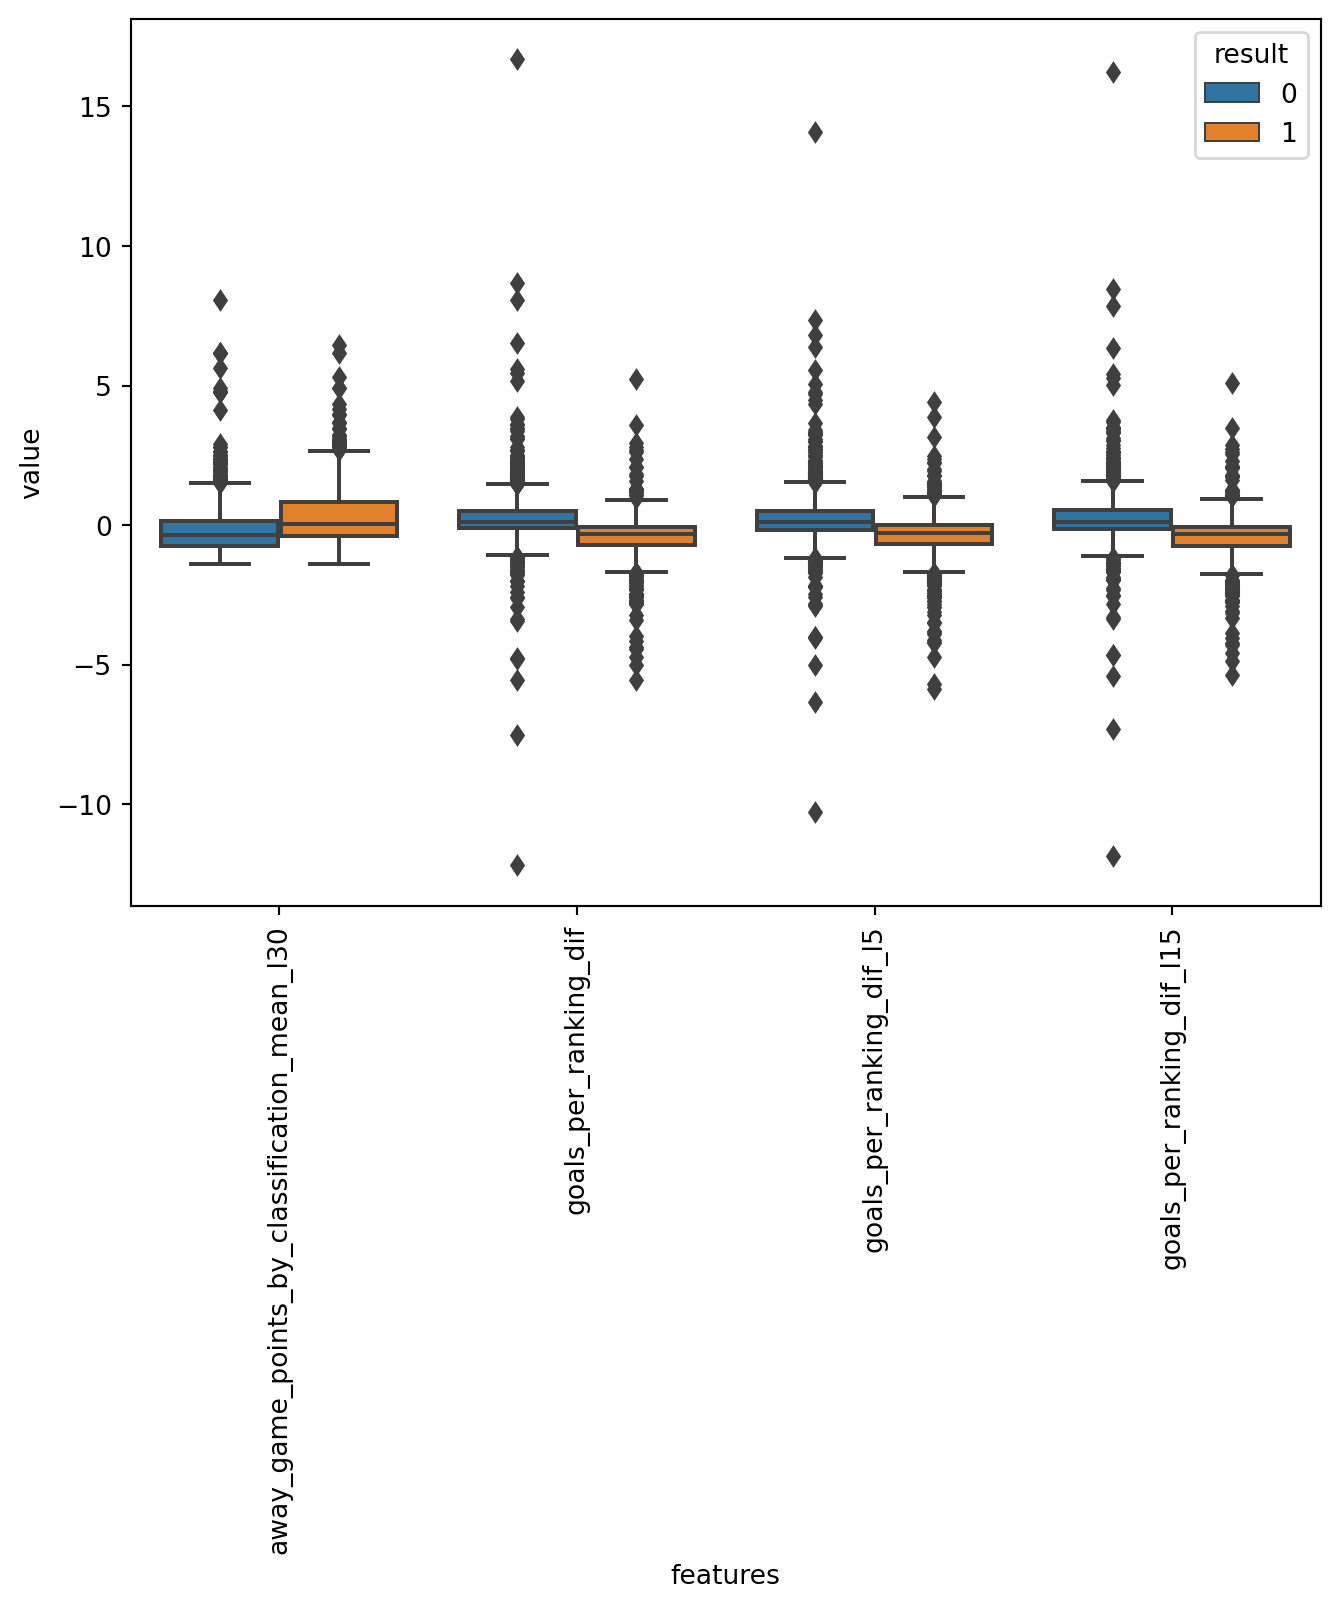 result
0
1
15
10
5
0
−5
−10
value
away_game_points_by_classification_mean_l30
goals_per_ranking_dif
goals_per_ranking_dif_l5
goals_per_ranking_dif_l15
features